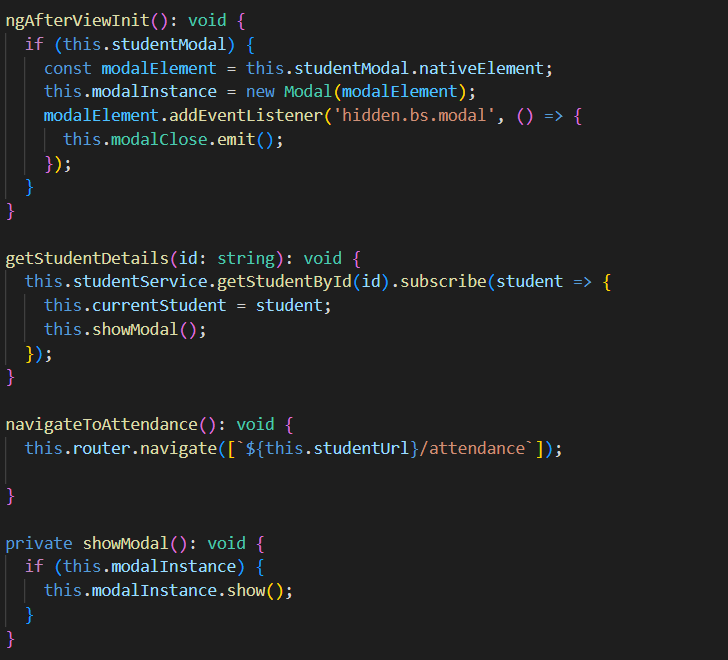 ngAfterViewInit(): void {
  if (this.studentModal) {
    const modalElement = this.studentModal.nativeElement;
    this.modalInstance = new Modal(modalElement);
    modalElement.addEventListener('hidden.bs.modal', () => {
      this.modalClose.emit();
    });
  }
}

getStudentDetails(id: string): void {
  this.studentService.getStudentById(id).subscribe(student => {
    this.currentStudent = student;
    this.showModal();
  });
}

navigateToAttendance(): void {
  this.router.navigate([`${this.studentUrl}/attendance`]);

}

private showModal(): void {
  if (this.modalInstance) {
    this.modalInstance.show();
  }
}